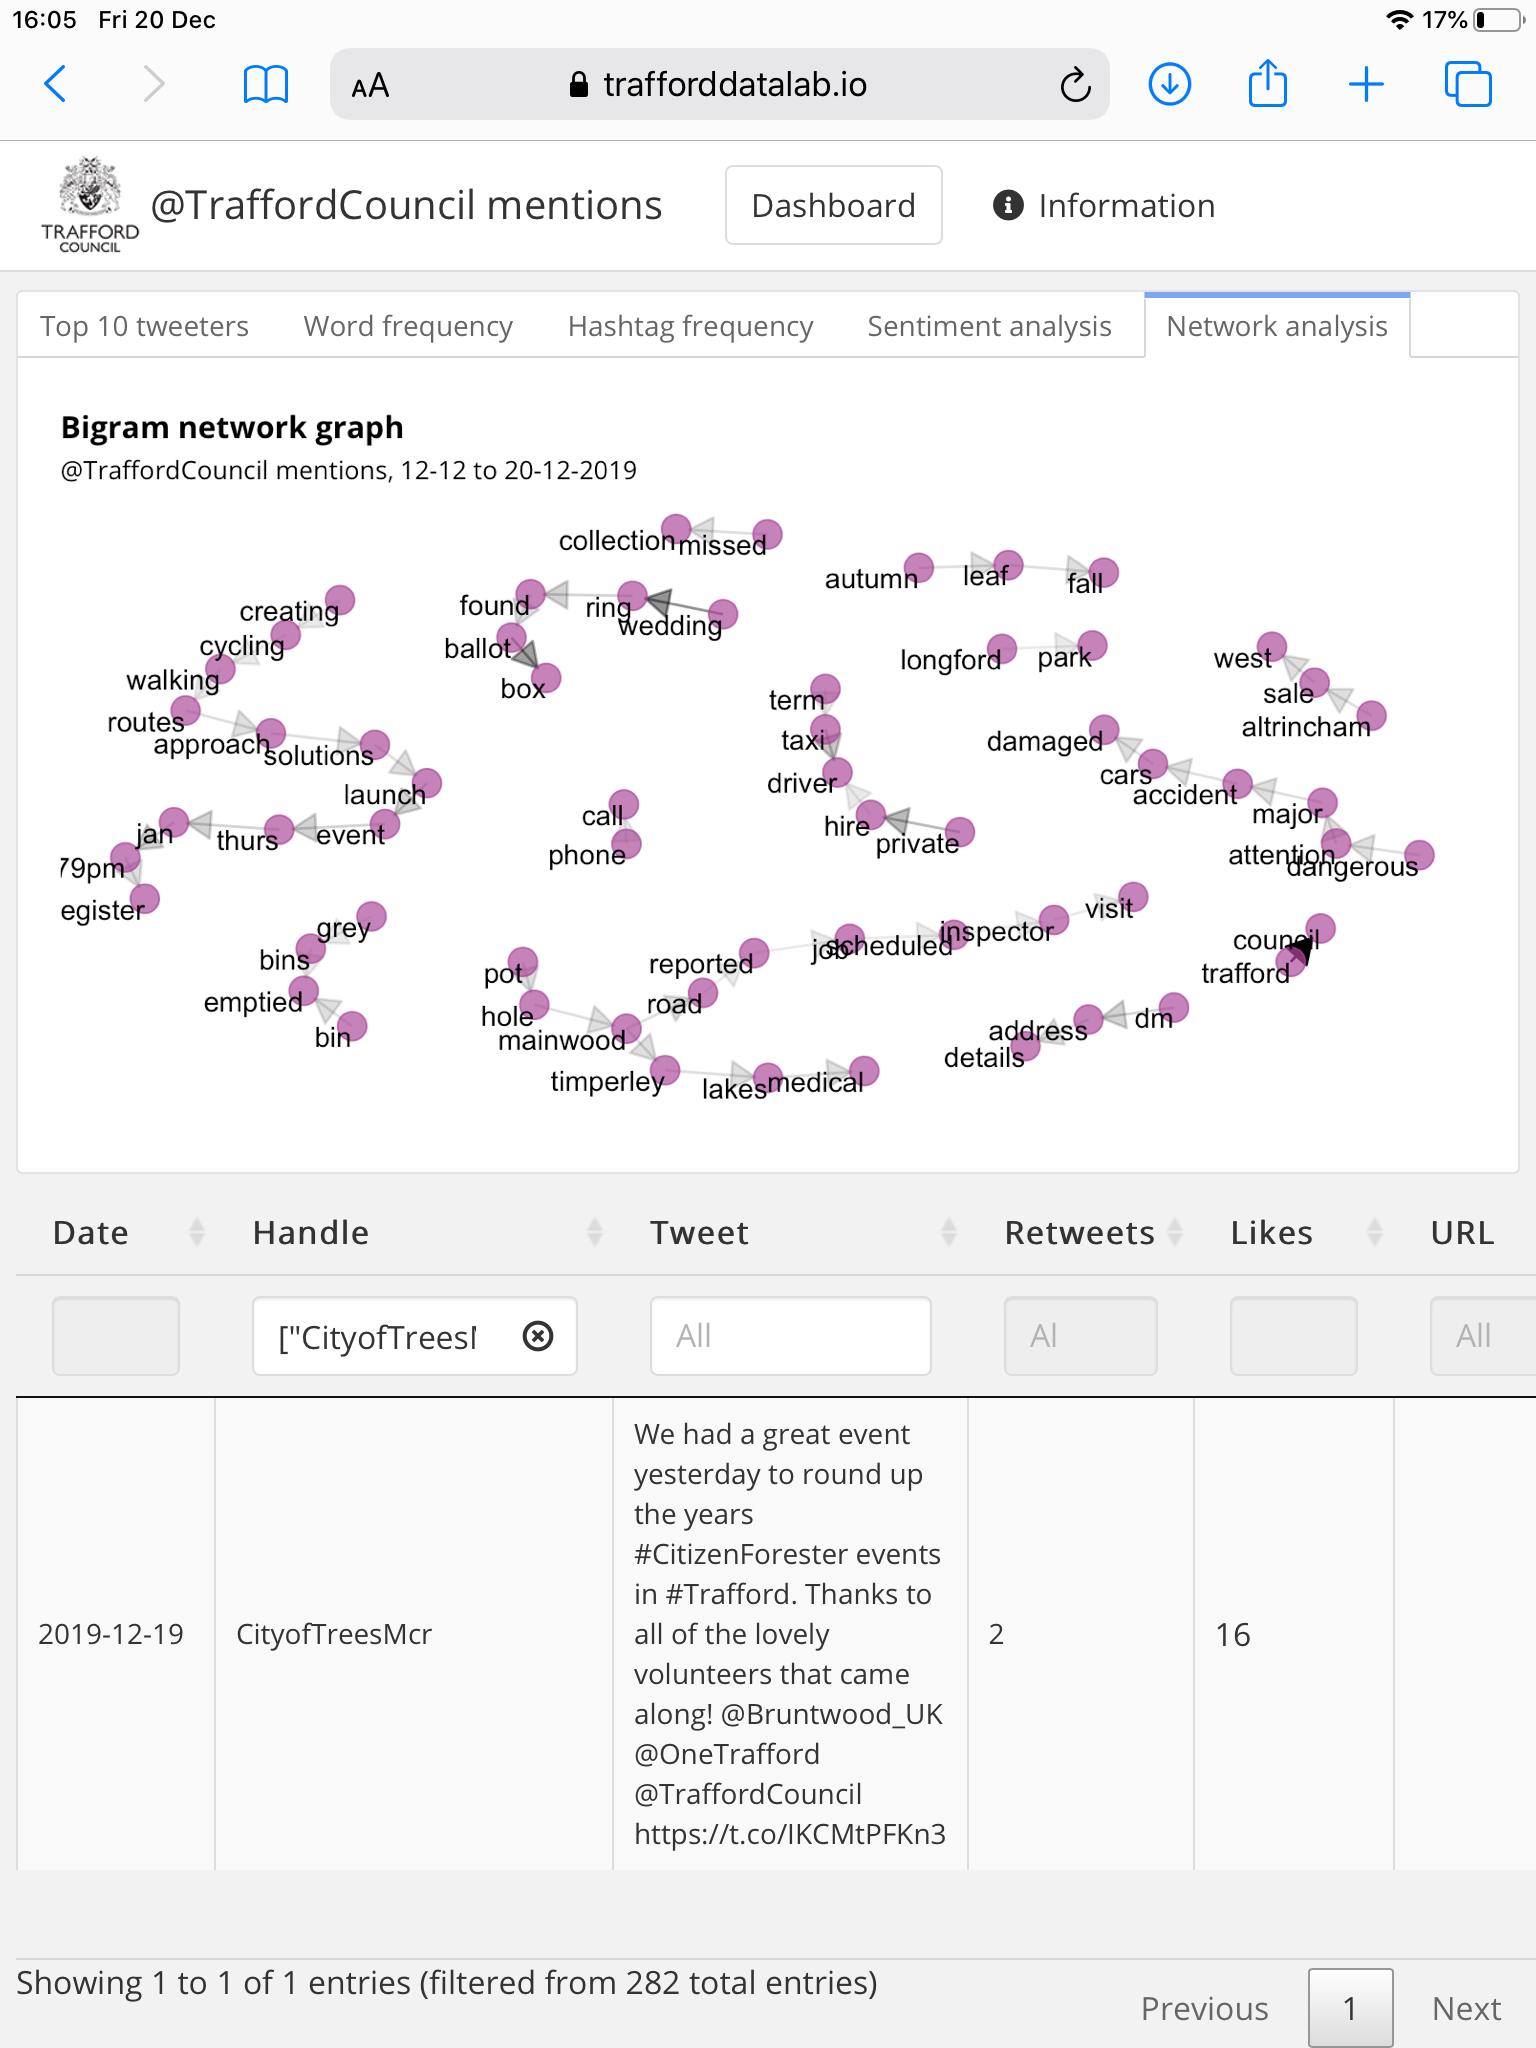 16:05 Fri 20 Dec 17%
AA trafforddatalab.io
TRAFFORD
COUNCIL
@TraffordCouncil mentions Dashboard Information
Top 10 tweeters Word frequency Hashtag frequency Sentiment analysis Network analysis
Bigram network graph
@TraffordCouncil mentions, 12-12 to 20-12-2019
collection missed
autumn leaf fall
creating
found ring wedding
cycling
ballot
longford park
west
walking
box
term
sale
routes
altrincham
approach solutions
taxi
damaged
driver
cars
launch
accident
call
major
jan thurs event
hire private
phone
attention
dangerous
79pm
egister
visit
grey
inspector
council
bins
scheduled
job
reported
trafford
pot
emptied
road
hole
mainwood
dm
address
bin
details
timperley lakes medical
Date Handle Tweet Retweets Likes URL
["CityofTrees All Al All
We had a great event
yesterday to round up
the years
#CitizenForester events
in #Trafford. Thanks to
2019-12-19 CityofTreesMcr all of the lovely 2 16
volunteers that came
along! @Bruntwood_UK
@OneTrafford
@TraffordCouncil
https://t.co/IKCMtPFKn3
Showing 1 to 1 of 1 entries (filtered from 282 total entries)
Previous 1 Next